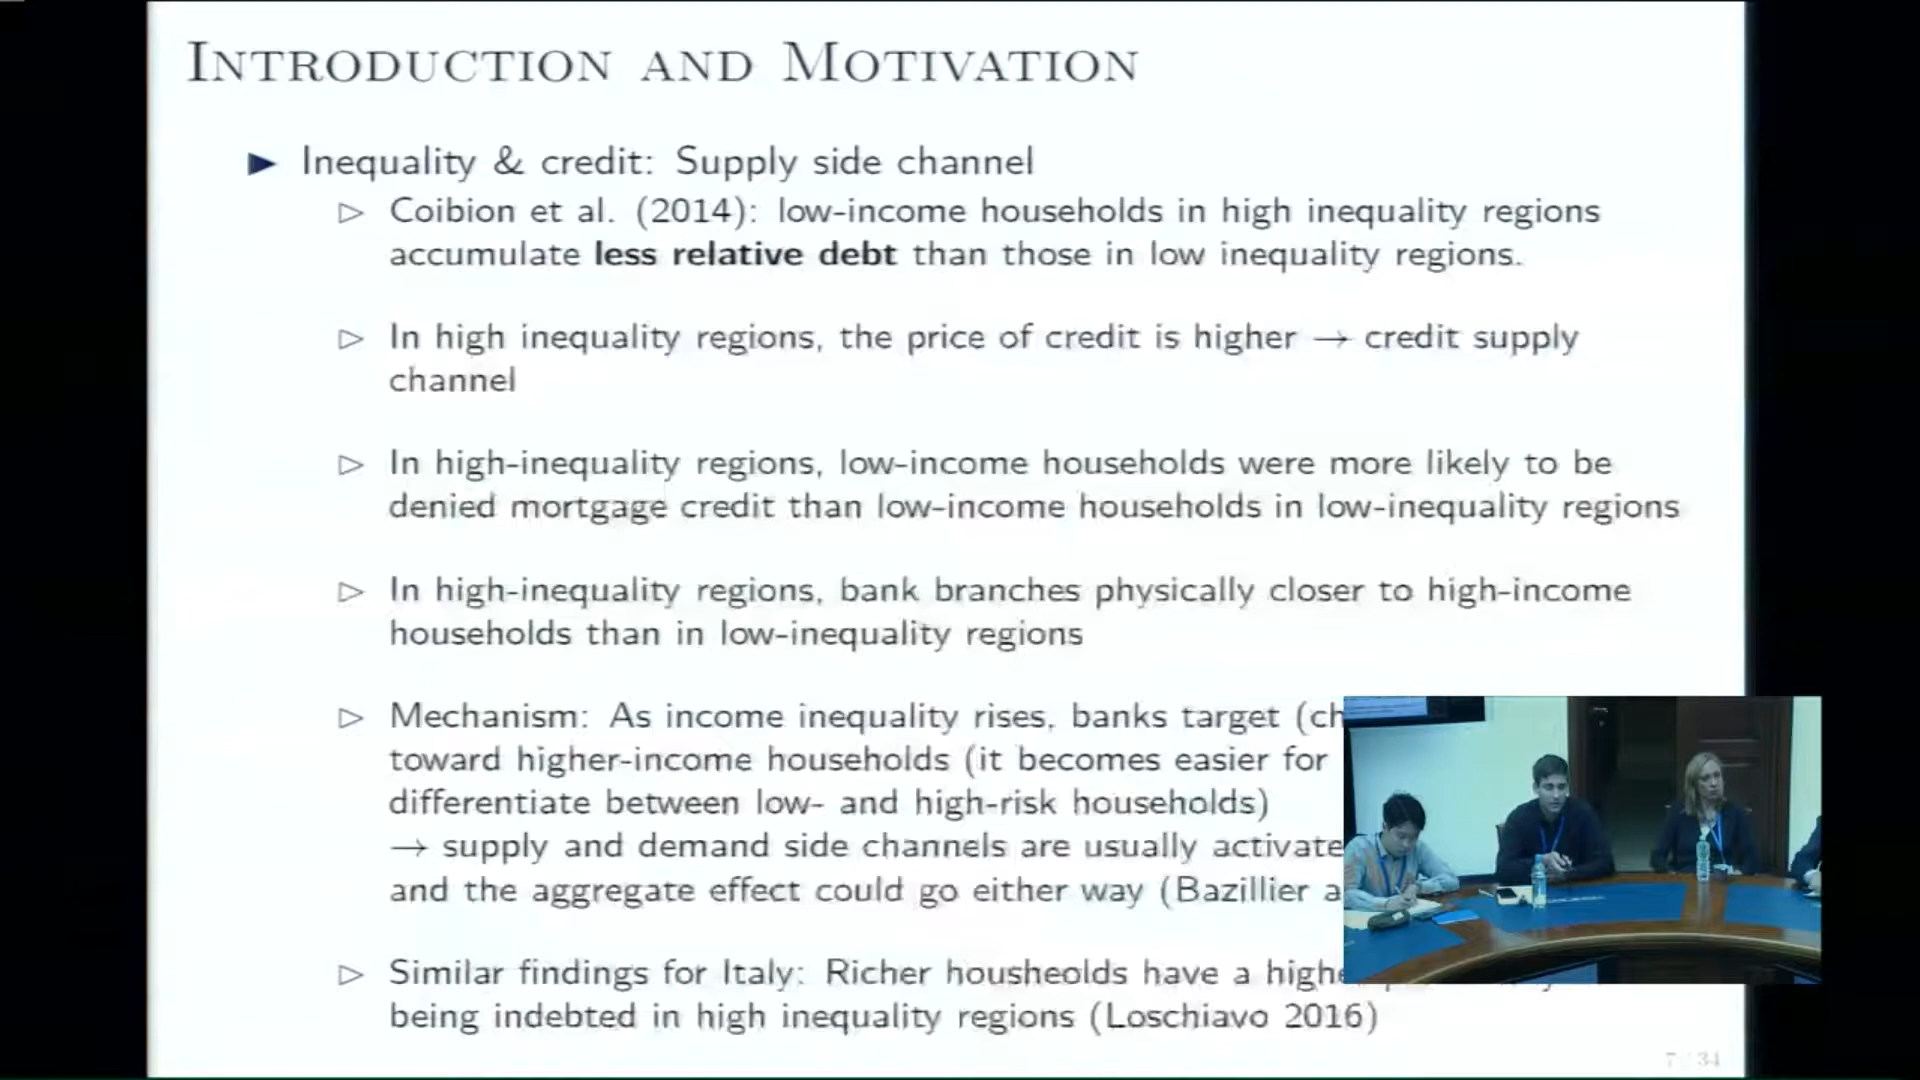 INTRODUCTION AND MOTIVATION
▶ Inequality & credit: Supply side channel
▷ Coibion et al. (2014): low-income households in high inequality regions
accumulate less relative debt than those in low inequality regions.
▷ In high inequality regions, the price of credit is higher → credit supply
channel
▷ In high-inequality regions, low-income households were more likely to be
denied mortgage credit than low-income households in low-inequality regions
▷ In high-inequality regions, bank branches physically closer to high-income
households than in low-inequality regions
▷ Mechanism: As income inequality rises, banks target (ch
toward higher-income households (it becomes easier for
differentiate between low- and high-risk households)
→ supply and demand side channels are usually activate
and the aggregate effect could go either way (Bazillier a
▷ Similar findings for Italy: Richer housheolds have a highe
being indebted in high inequality regions (Loschiavo 2016)
7 / 34